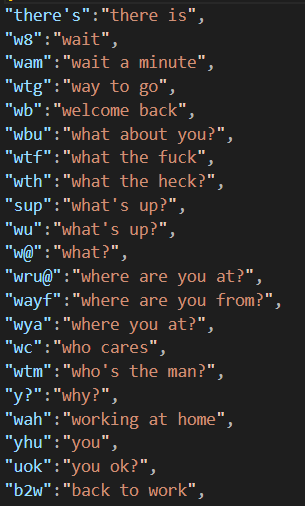 "there's":"there is",
"w8":"wait",
"wam":"wait a minute",
"wtg":"way to go",
"wb":"welcome back",
"wbu":"what about you?",
"wtf":"what the fuck",
"wth":"what the heck?",
"sup":"what's up?",
"wu":"what's up?",
"w@":"what?",
"wru@":"where are you at?",
"wayf":"where are you from?",
"wya":"where you at?",
"wc":"who cares",
"wtm":"who's the man?",
"y?":"why?",
"wah":"working at home",
"yhu":"you",
"uok":"you ok?",
"b2w":"back to work",